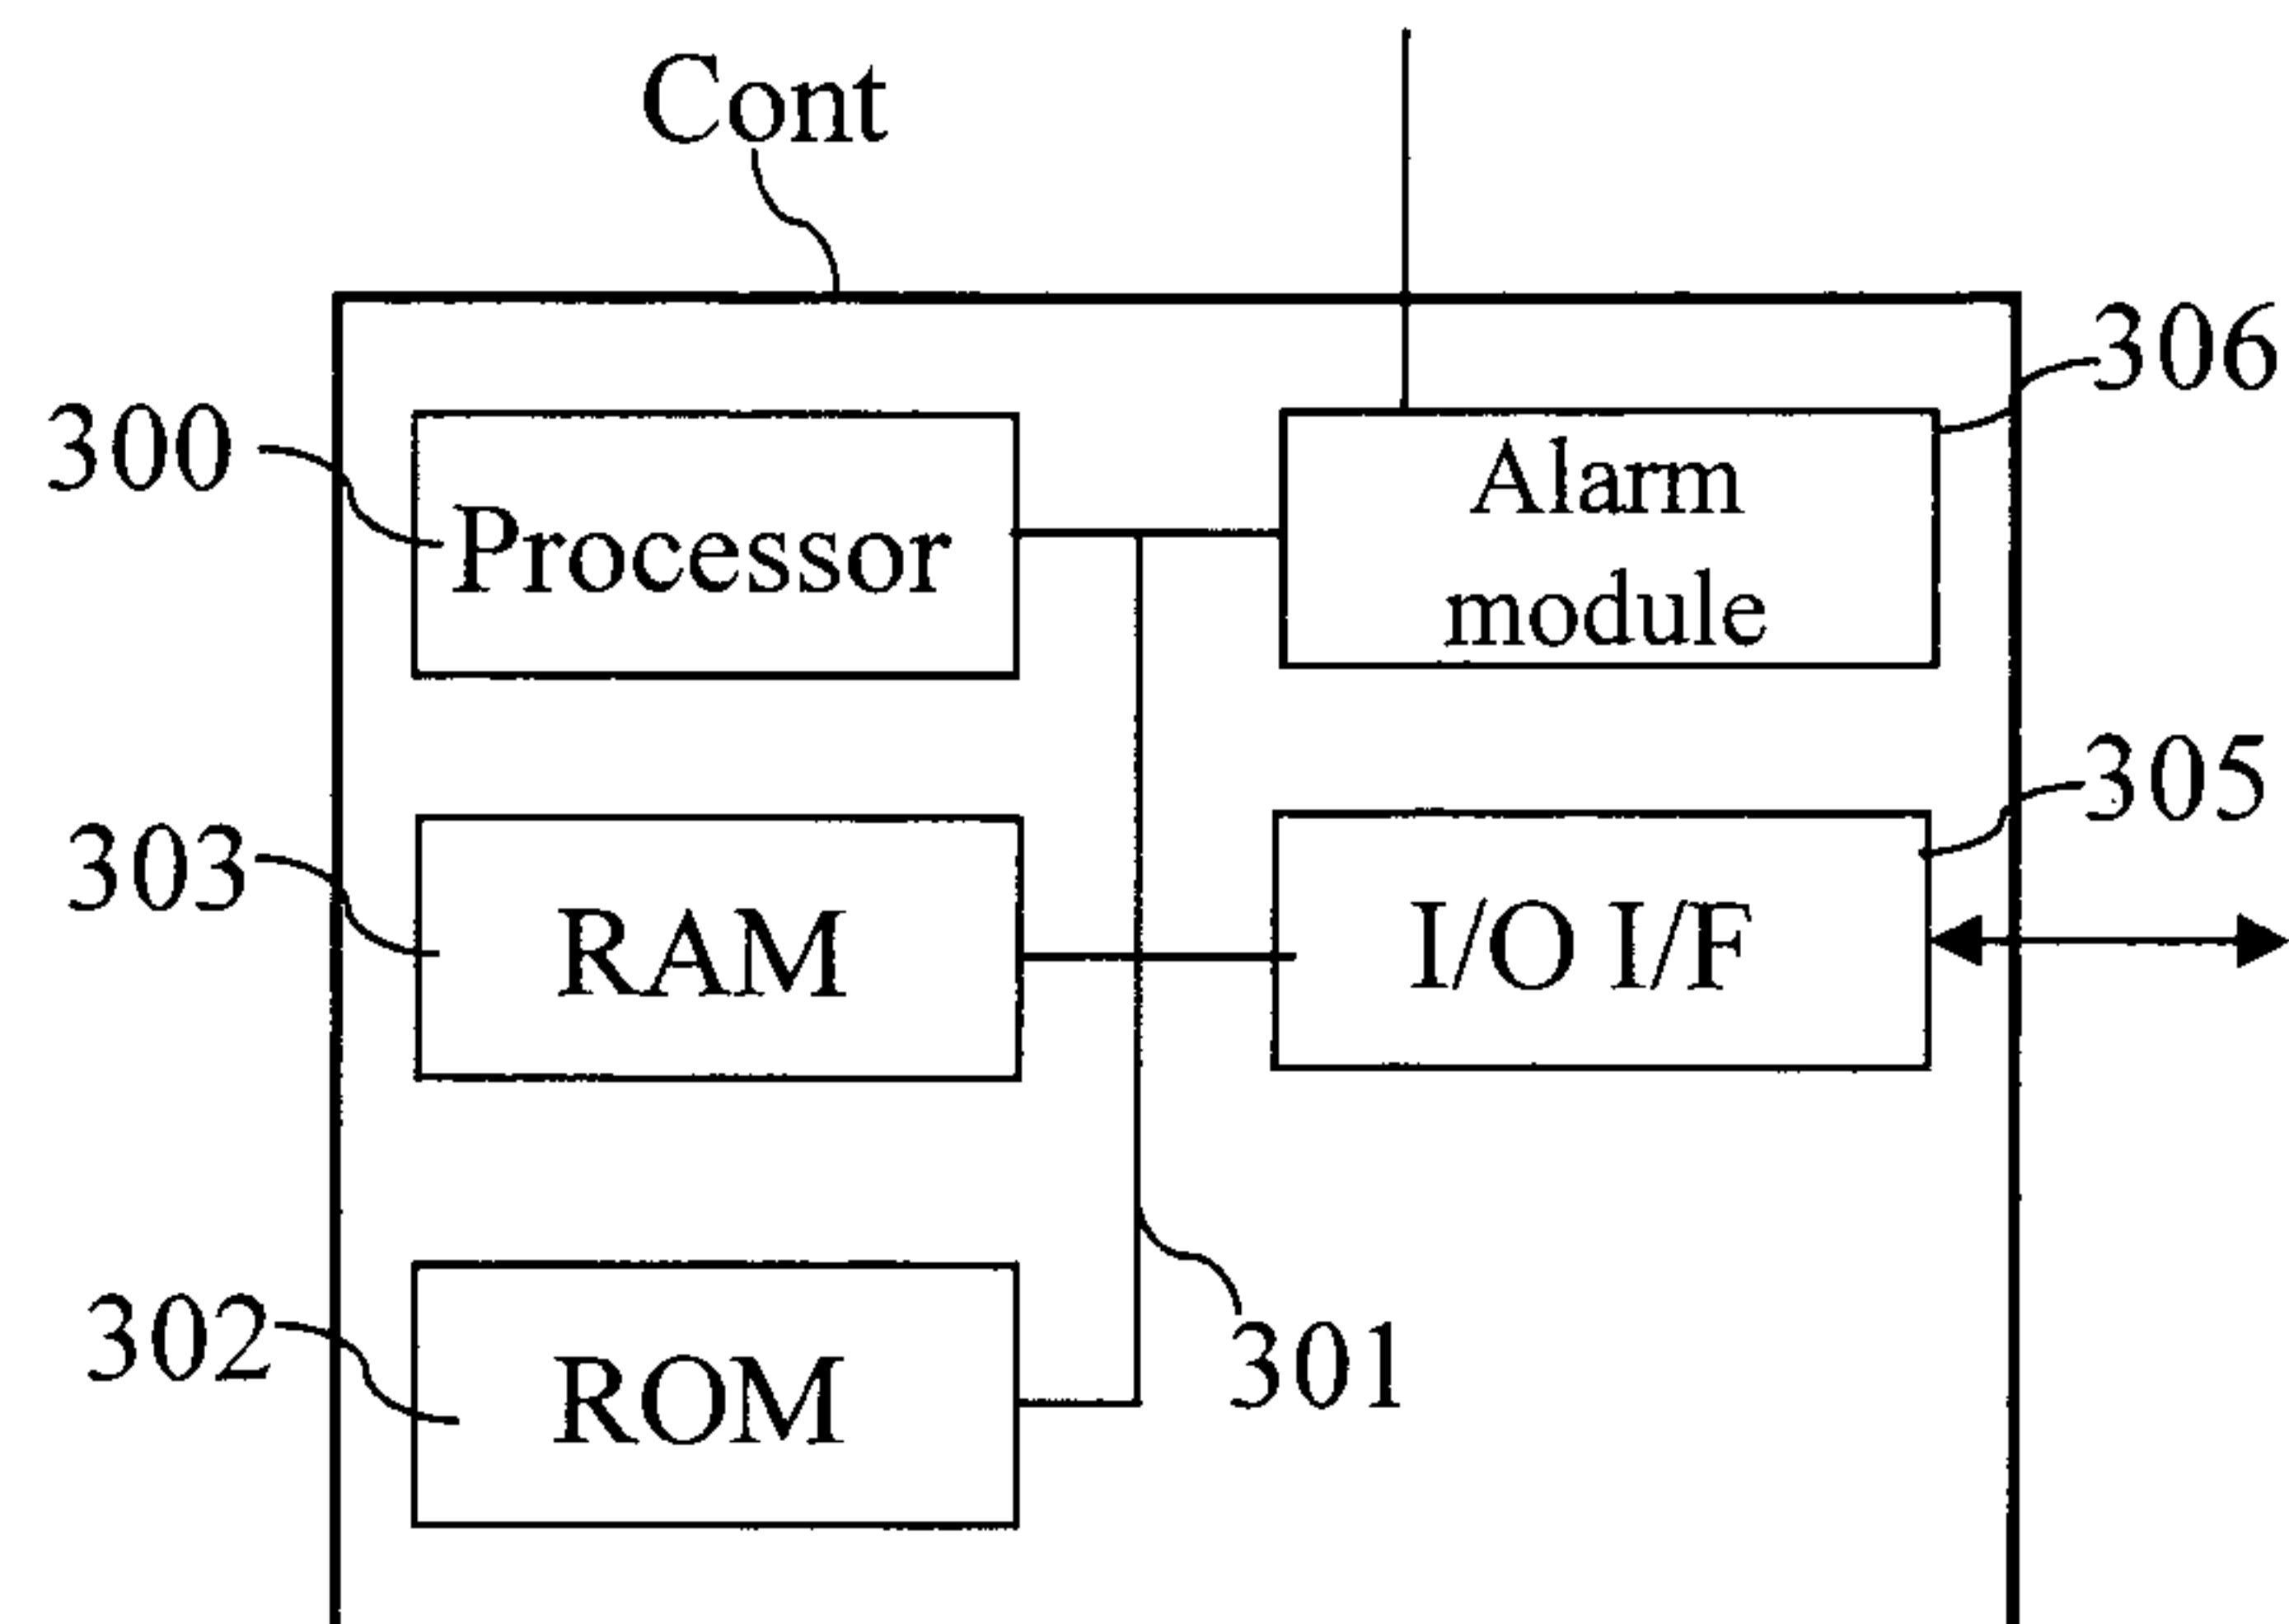 Cont
306
300
Alarm
Processor
module
305
303
RAM
I/O I/F
302
301
ROM